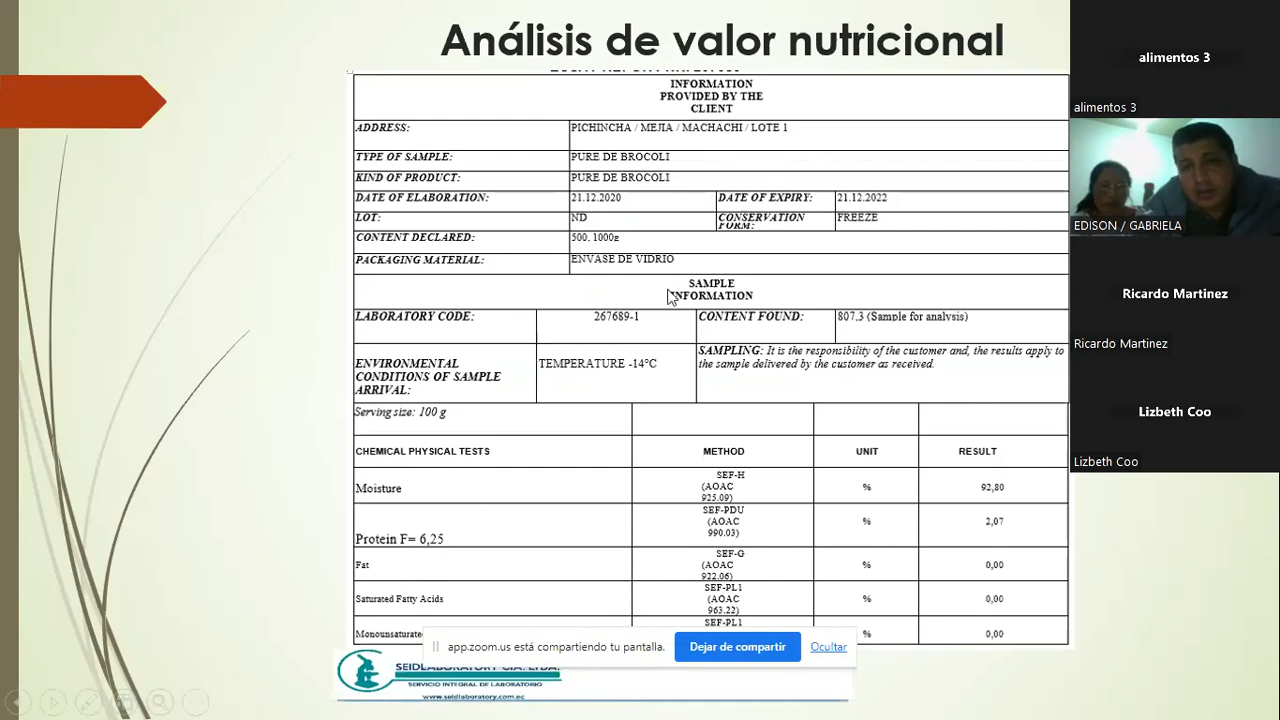 Análisis de valor nutricional
INFORMATION
PROVIDED BY THE
CLIENT
ADDRESS: PICHINCHA / MEJIA / MACHACHI / LOTE 1
TYPE OF SAMPLE: PURE DE BROCOLI
KIND OF PRODUCT: PURE DE BROCOLI
DATE OF ELABORATION: 21.12.2020 DATE OF EXPIRY: 21.12.2022
LOT: ND CONSERVATION FORM: FREEZE
CONTENT DECLARED: 500, 1000g
PACKAGING MATERIAL: ENVASE DE VIDRIO
SAMPLE
INFORMATION
LABORATORY CODE: 267689-1 CONTENT FOUND: 807,3 (Sample for analysis)
ENVIRONMENTAL
CONDITIONS OF SAMPLE
ARRIVAL:
TEMPERATURE -14°C
SAMPLING: It is the responsibility of the customer and, the results apply to
the sample delivered by the customer as received.
Serving size: 100 g
CHEMICAL PHYSICAL TESTS METHOD UNIT RESULT
Moisture SEF-H (AOAC 925.09) % 92,80
Protein F= 6,25 SEF-PDU (AOAC 990.03) % 2,07
Fat SEF-G (AOAC 922.06) % 0,00
Saturated Fatty Acids SEF-PL1 (AOAC 963.22) % 0,00
Monounsaturated SEF-PL1 % 0,00
app.zoom.us está compartiendo tu pantalla. Dejar de compartir Ocultar
SEIDLABORATORY CIA. LTDA.
SERVICIO INTEGRAL DE LABORATORIO
www.seidlaboratory.com.ec
alimentos 3
alimentos 3
EDISON / GABRIELA
Ricardo Martinez
Ricardo Martinez
Lizbeth Coo
Lizbeth Coo